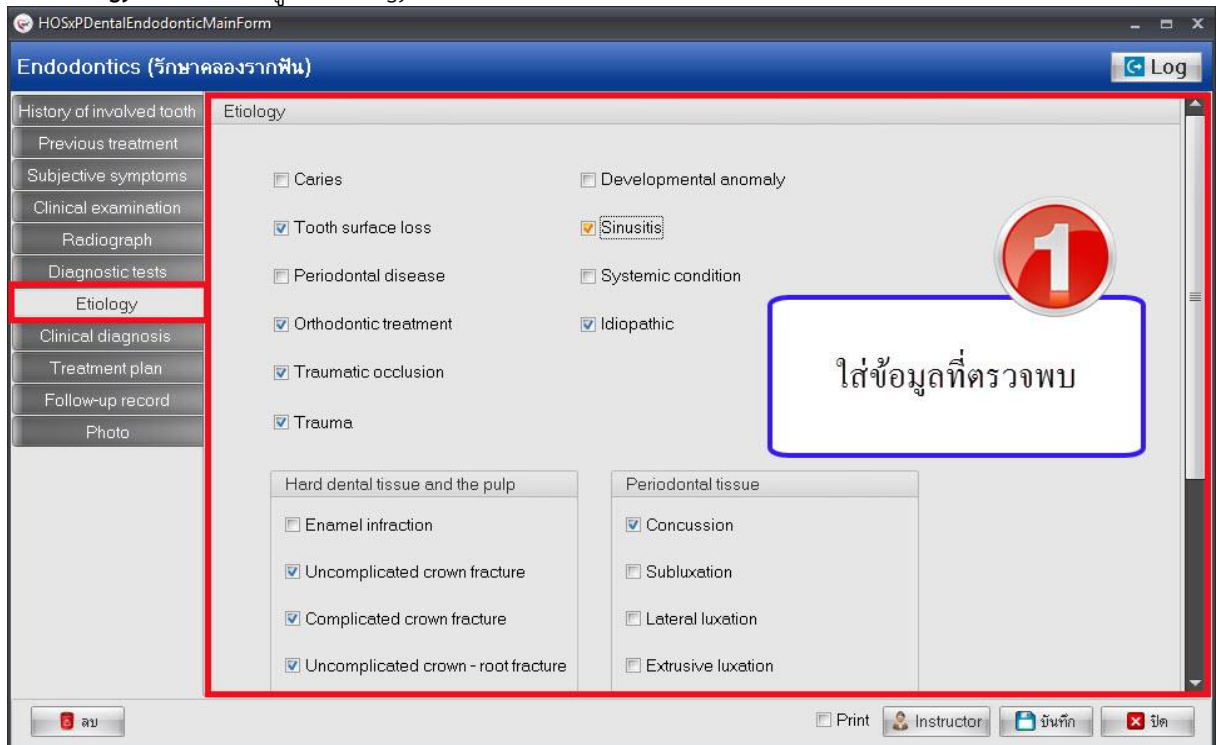 HOSxPDentalEndodonticMainForm
Endodontics (รักษาคลองรากฟัน)
Log
History of involved tooth
Previous treatment
Subjective symptoms
Clinical examination
Radiograph
Diagnostic tests
Etiology
Clinical diagnosis
Treatment plan
Follow-up record
Photo
Etiology
Caries
Developmental anomaly
Tooth surface loss
Sinusitis
Periodontal disease
Systemic condition
Orthodontic treatment
Idiopathic
Traumatic occlusion
Trauma
1
ใส่ข้อมูลที่ตรวจพบ
Hard dental tissue and the pulp
Enamel infraction
Uncomplicated crown fracture
Complicated crown fracture
Uncomplicated crown - root fracture
Periodontal tissue
Concussion
Subluxation
Lateral luxation
Extrusive luxation
ลบ
Print
Instructor
บันทึก
ปิด